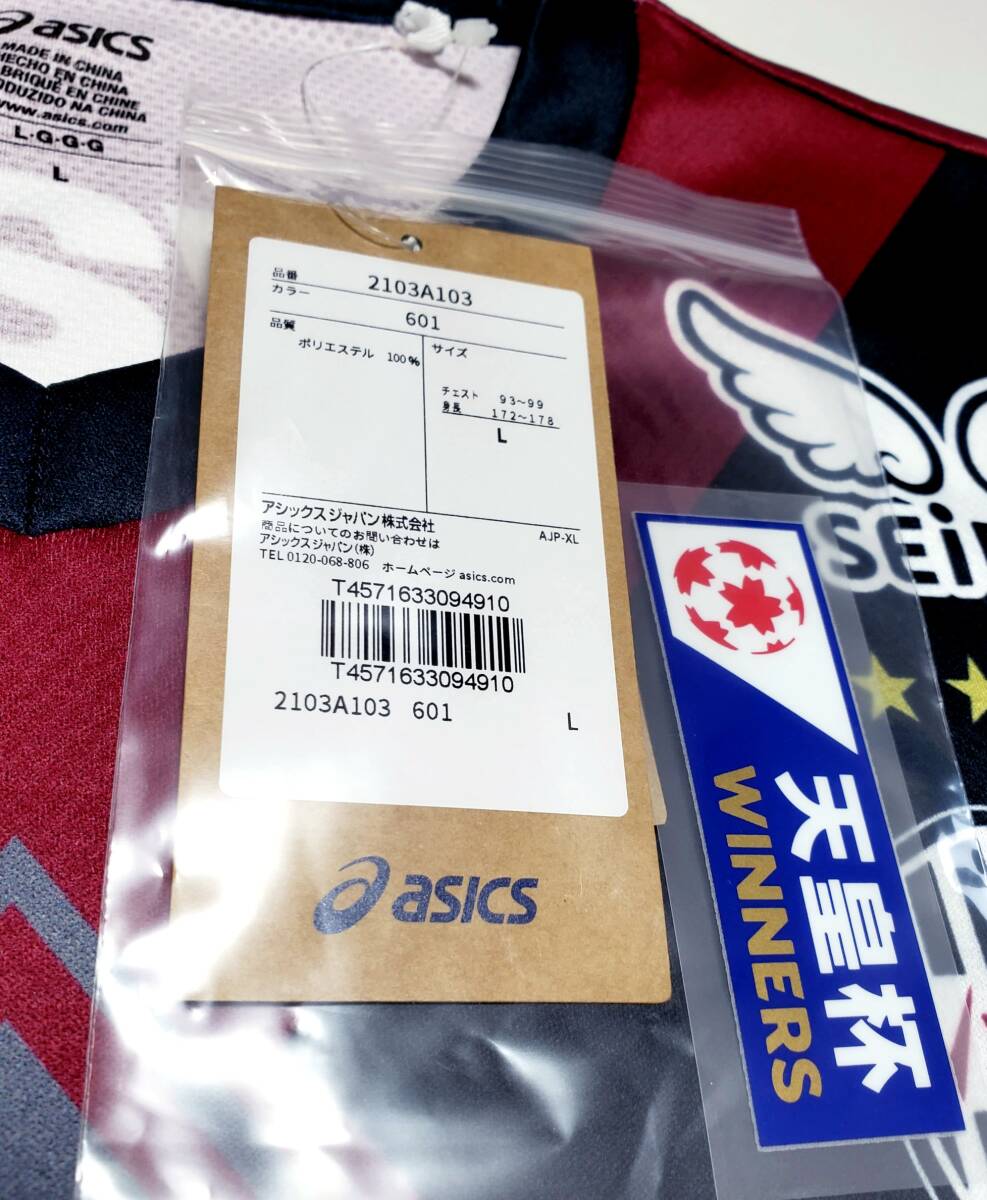 asics
MADE IN CHINA
HECHO EN CHINA
FABRIQUÉ EN CHINE
PRODUZIDO NA CHINA
www.asics.com
L・G・G・G
L
品番 2103A103
カラー 601
品質
ポリエステル 100%
サイズ
チェスト 93~99
身長 172~178
L
アシックスジャパン株式会社
商品についてのお問い合わせは
アシックスジャパン(株)
AJP-XL
TEL 0120-068-806 ホームページ asics.com
T4571633094910
T4571633094910
2103A103 601 L
asics
天皇杯
WINNERS